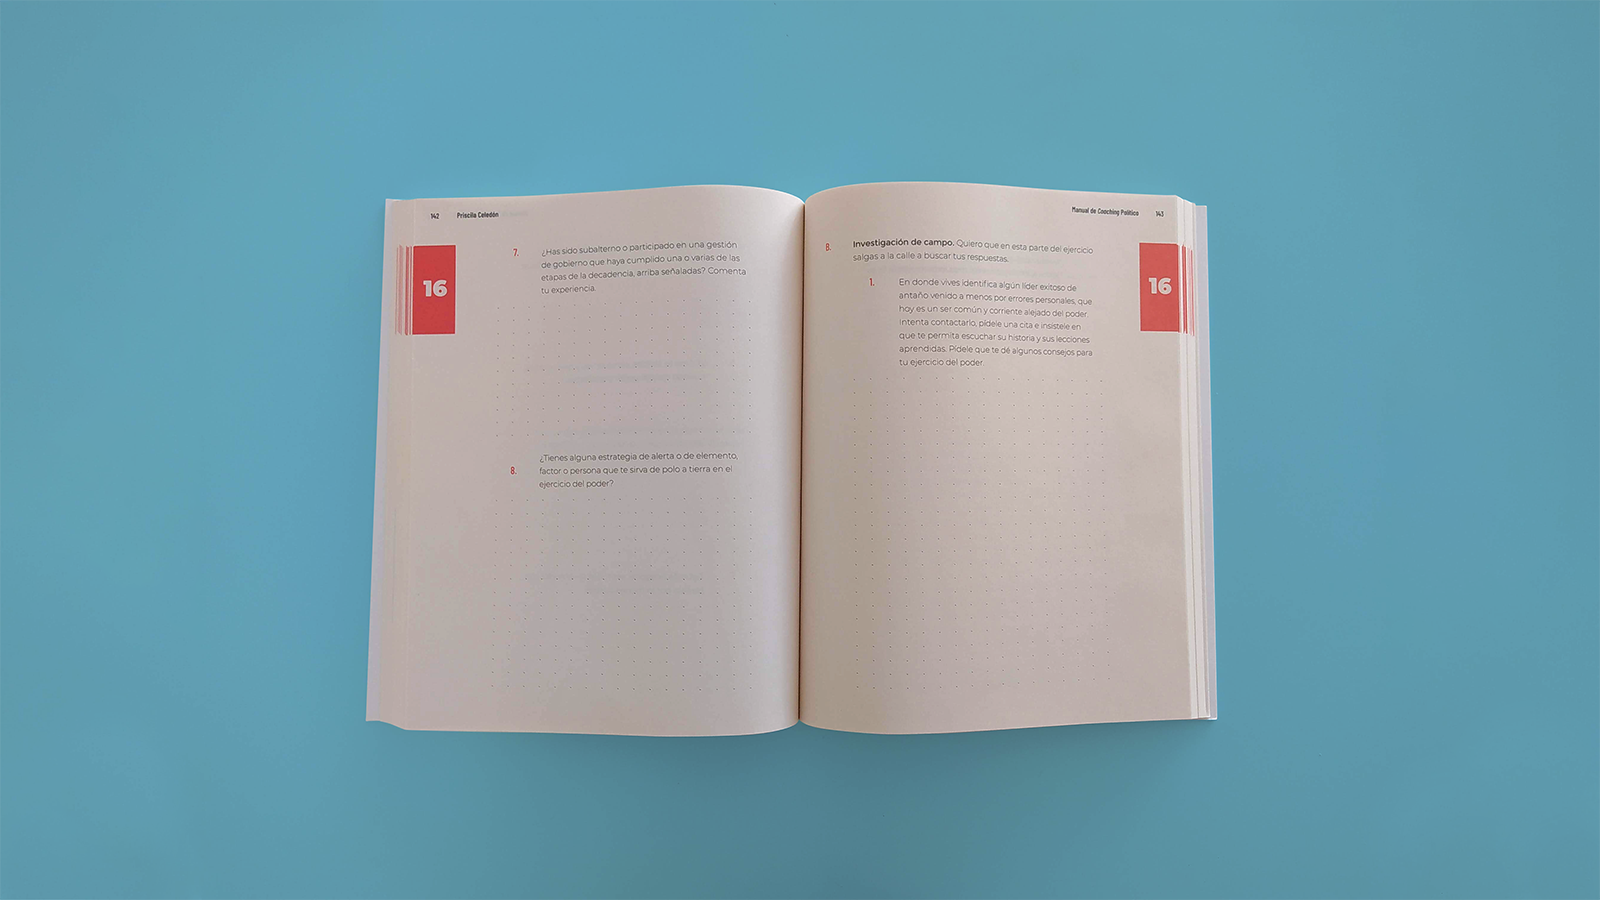 142 Priscila Celedón
16
7. ¿Has sido subalterno o participado en una gestión
de gobierno que haya cumplido una o varias de las
etapas de la decadencia, arriba señaladas? Comenta
tu experiencia.
8. ¿Tienes alguna estrategia de alerta o de elemento,
factor o persona que te sirva de polo a tierra en el
ejercicio del poder?
Manual de Coaching Político 143
16
B. Investigación de campo. Quiero que en esta parte del ejercicio
salgas a la calle a buscar tus respuestas.
1. En donde vives identifica algún líder exitoso de
antaño venido a menos por errores personales, que
hoy es un ser común y corriente alejado del poder.
Intenta contactarlo, pídele una cita e insístele en
que te permita escuchar su historia y sus lecciones
aprendidas. Pídele que te dé algunos consejos para
tu ejercicio del poder.